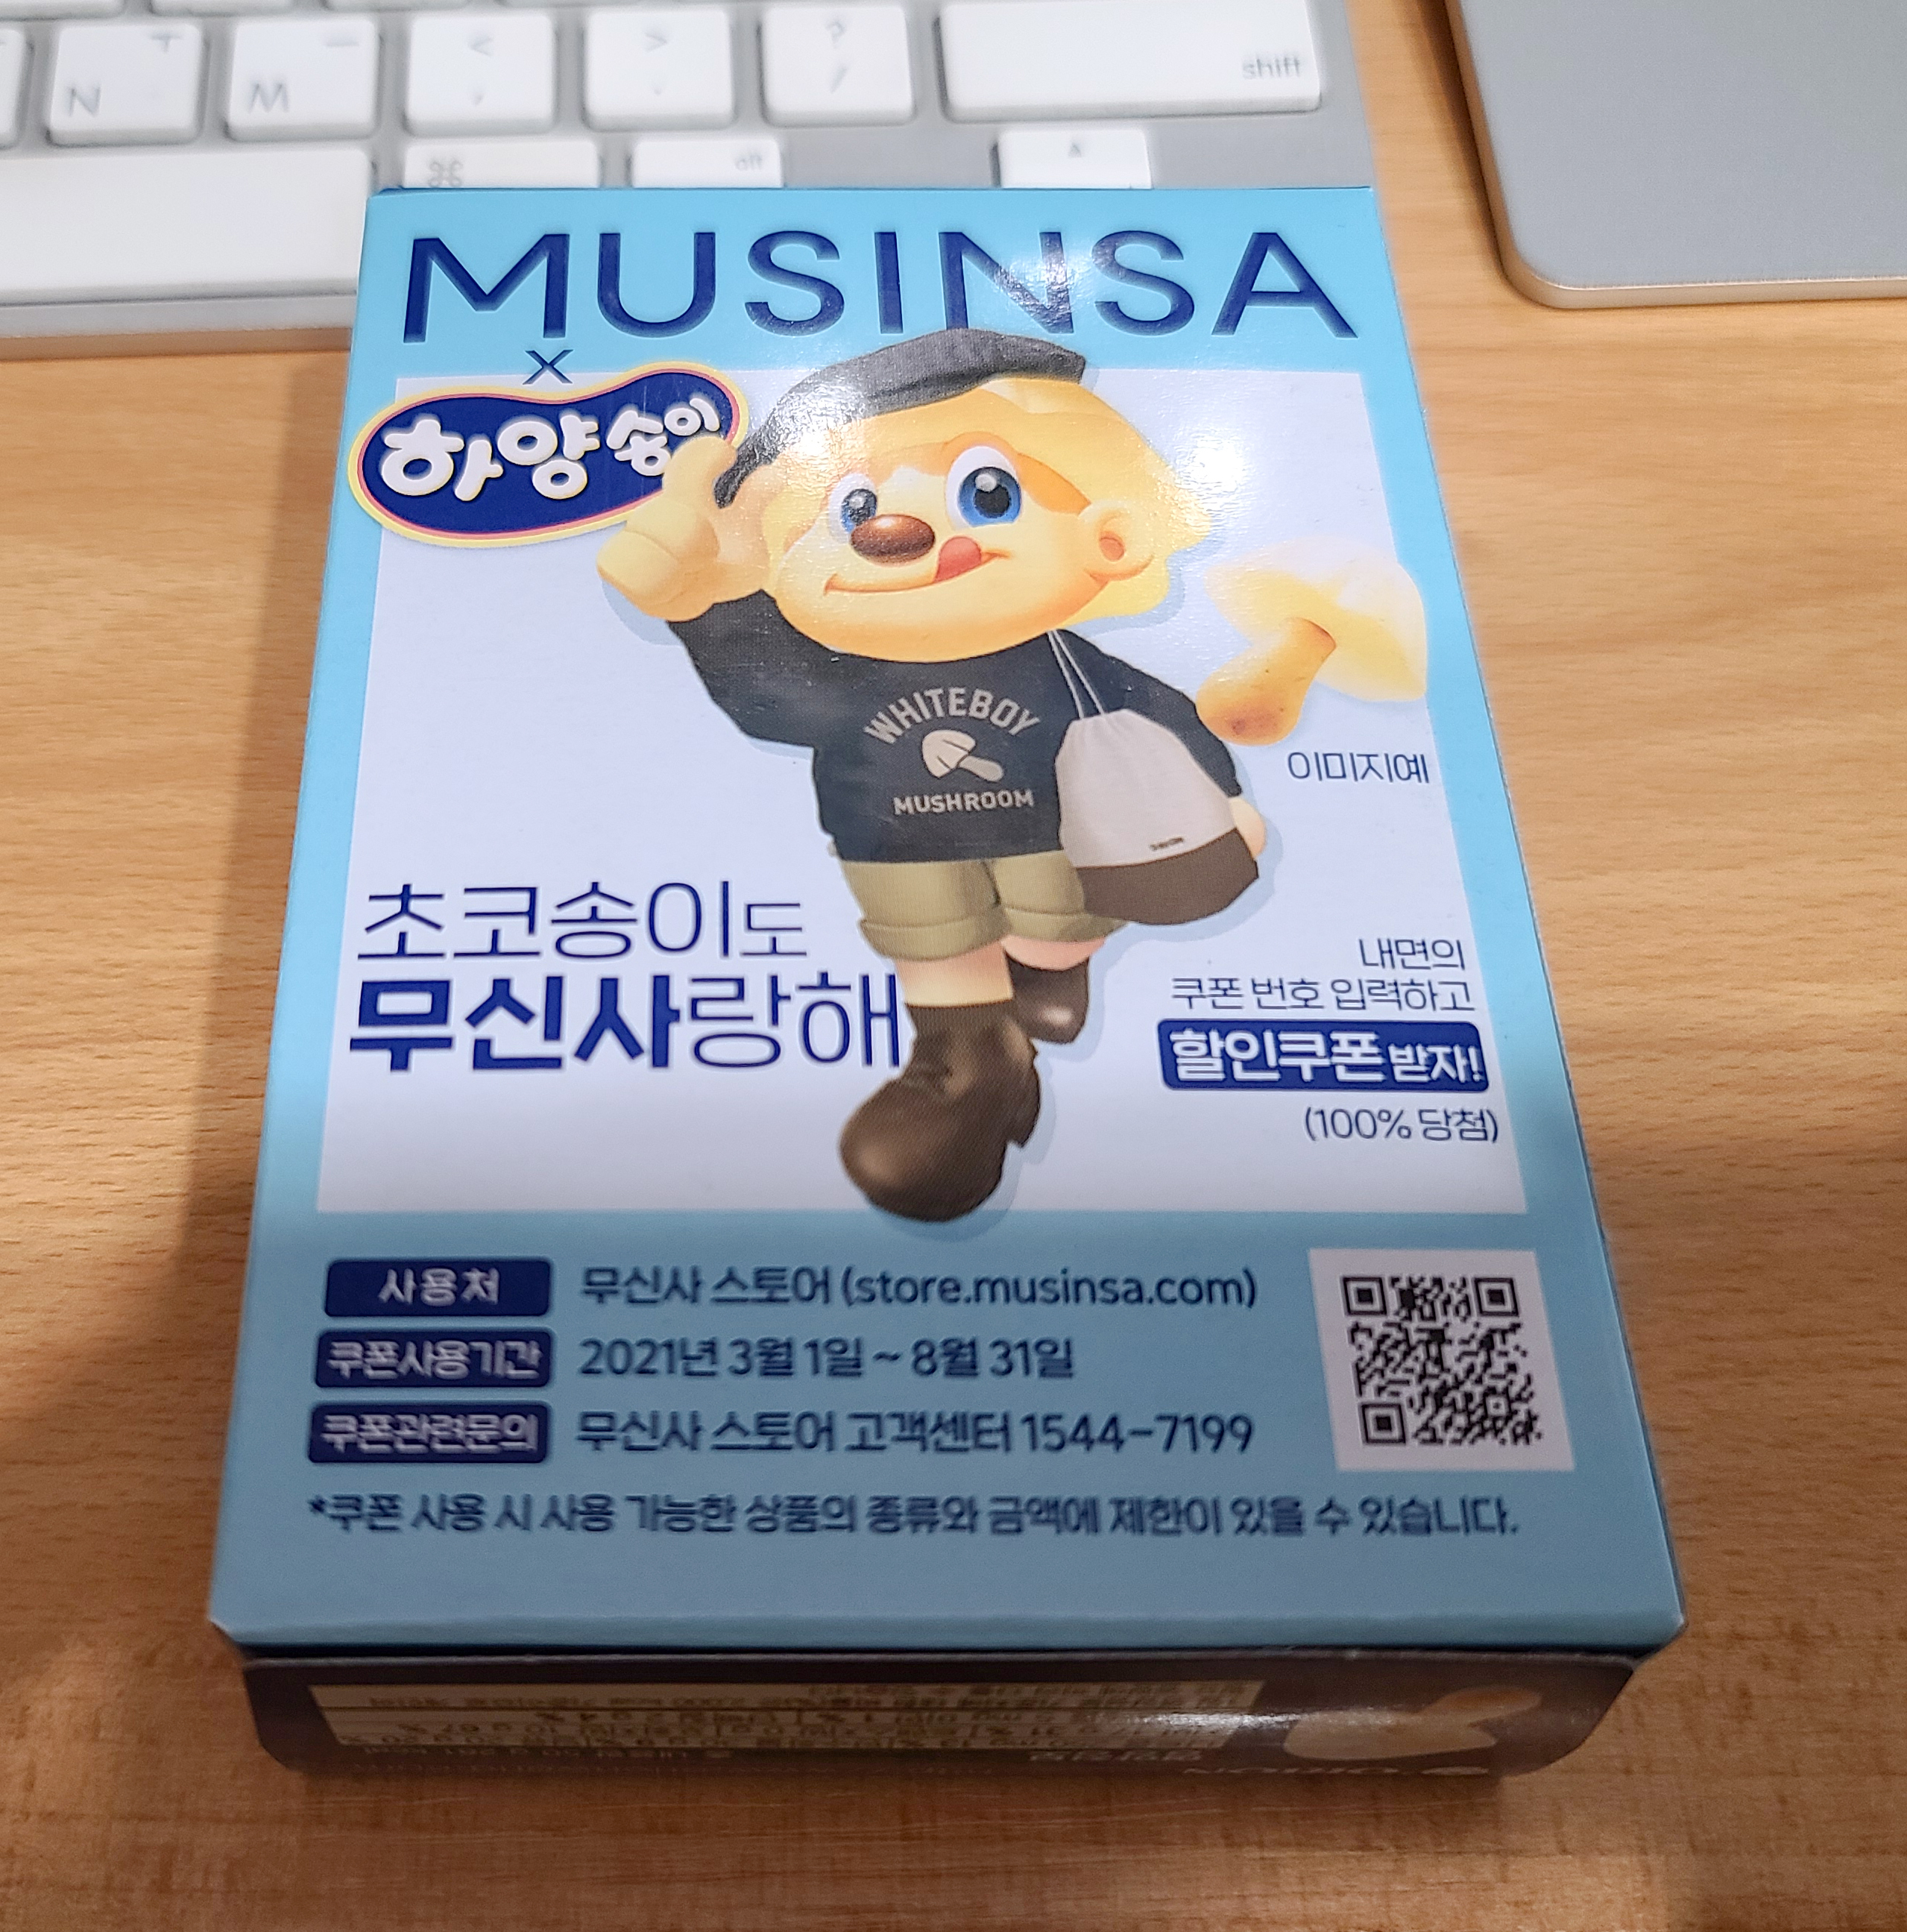 N
M
shift
⌘
alt
MUSINSA
×
하양송이
WHITEBOY
MUSHROOM
이미지예
초코송이도
무신사랑해
내면의
쿠폰 번호 입력하고
할인쿠폰 받자!
(100% 당첨)
사용처 무신사 스토어 (store.musinsa.com)
쿠폰사용기간 2021년 3월 1일 ~ 8월 31일
쿠폰관련문의 무신사 스토어 고객센터 1544-7199
*쿠폰 사용 시 사용 가능한 상품의 종류와 금액에 제한이 있을 수 있습니다.
ORION